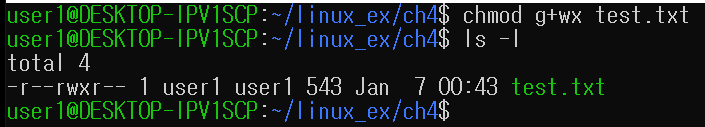 user1@DESKTOP-IPV1SCP:~/linux_ex/ch4$ chmod g+wx test.txt
user1@DESKTOP-IPV1SCP:~/linux_ex/ch4$ ls -l
total 4
-r--rwxr-- 1 user1 user1 543 Jan  7 00:43 test.txt
user1@DESKTOP-IPV1SCP:~/linux_ex/ch4$